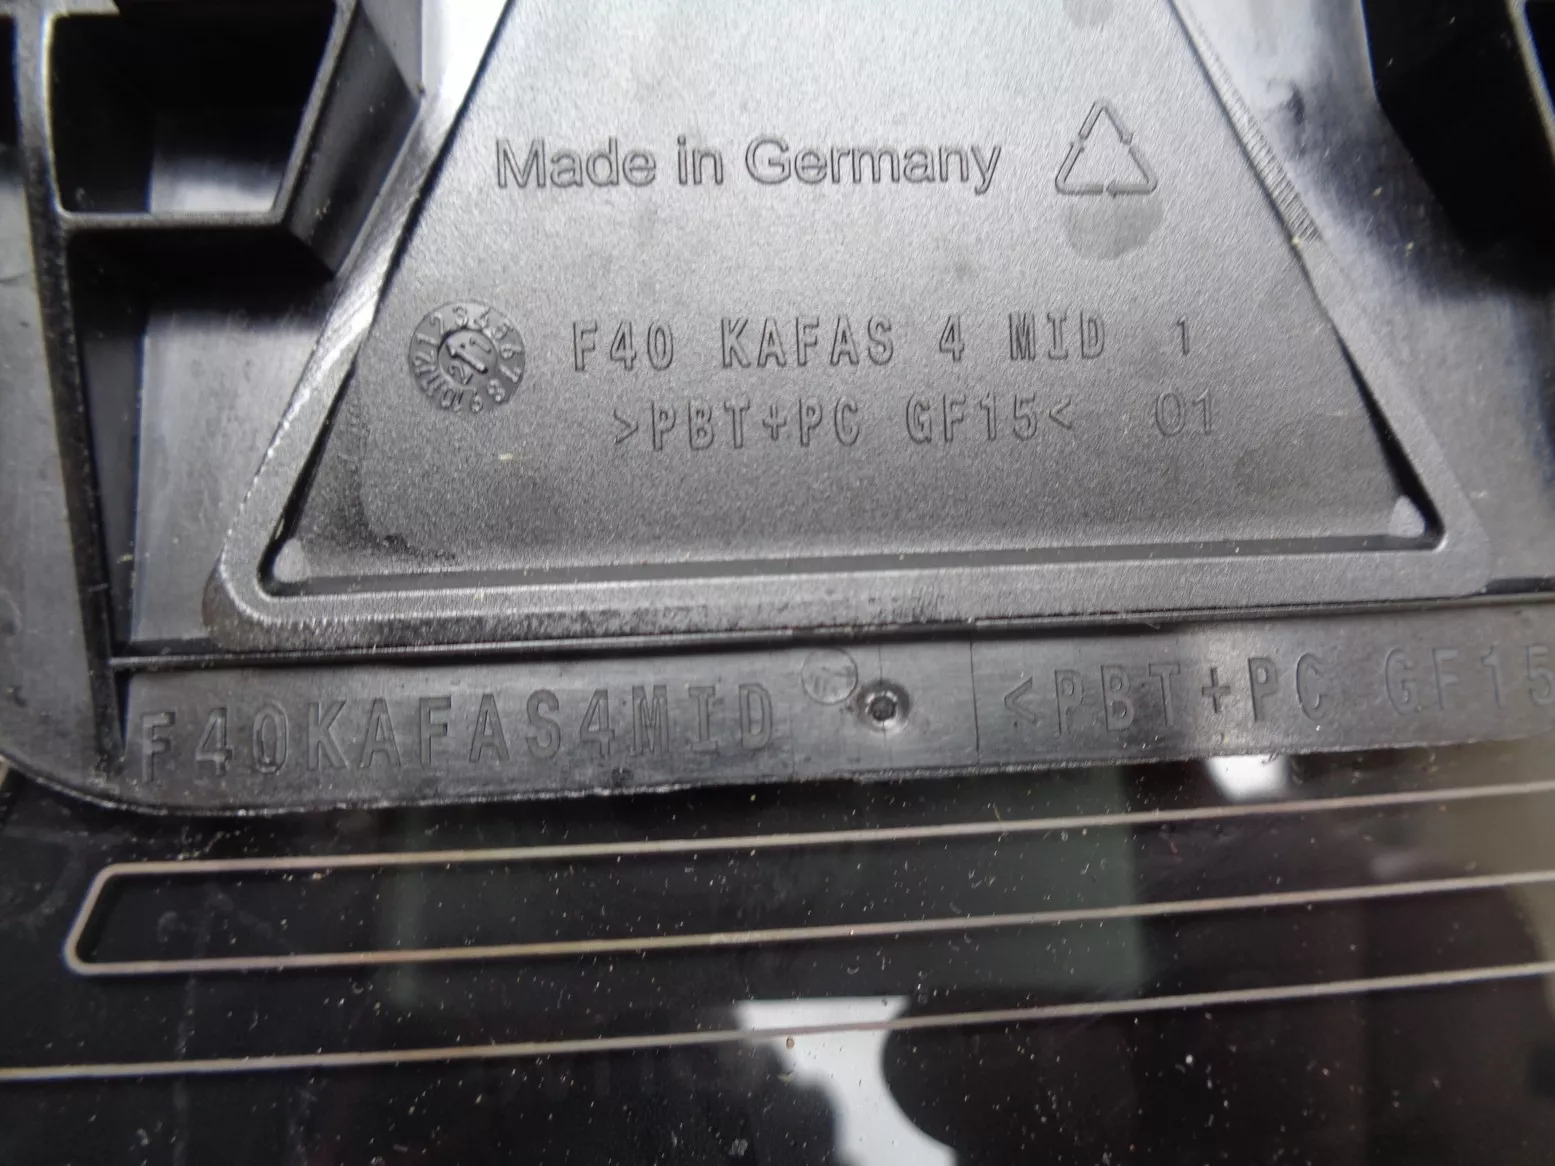 Made in Germany
F40 KAFAS 4 MID 1
>PBT+PC GF15< 01
F40KAFAS4MID <PBT+PC GF15